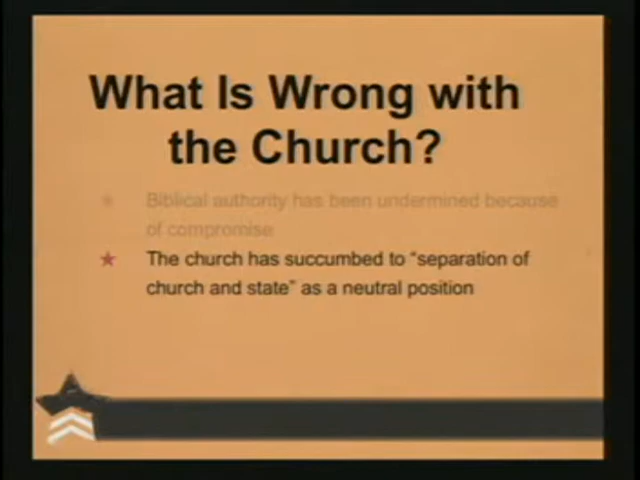 What Is Wrong with
the Church?
Biblical authority has been undermined because
of compromise
The church has succumbed to “separation of
church and state” as a neutral position